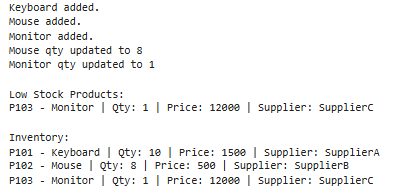 Keyboard added.
Mouse added.
Monitor added.
Mouse qty updated to 8
Monitor qty updated to 1
Low Stock Products:
P103 - Monitor | Qty: 1 | Price: 12000 | Supplier: SupplierC
Inventory:
P101 - Keyboard | Qty: 10 | Price: 1500 | Supplier: SupplierA
P102 - Mouse | Qty: 8 | Price: 500 | Supplier: SupplierB
P103 - Monitor | Qty: 1 | Price: 12000 | Supplier: SupplierC